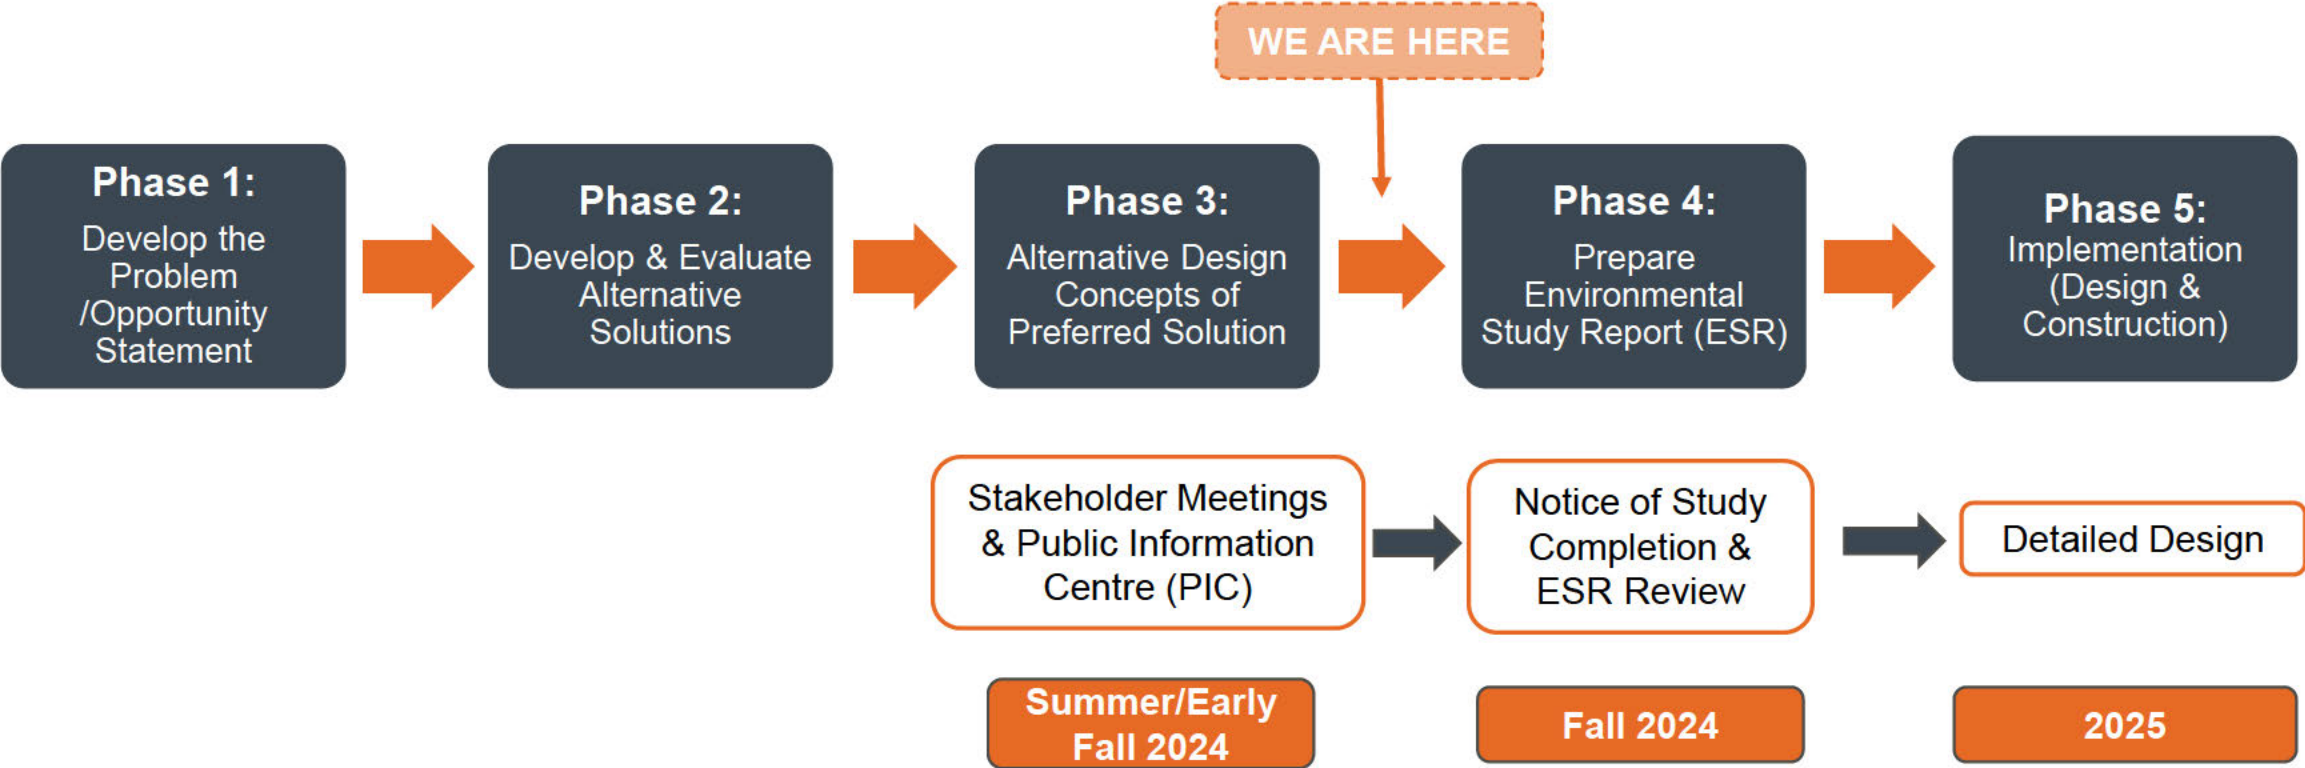 WE ARE HERE
Phase 1:
Develop the
Problem
/Opportunity
Statement
Phase 2:
Develop & Evaluate
Alternative
Solutions
Phase 3:
Alternative Design
Concepts of
Preferred Solution
Phase 4:
Prepare
Environmental
Study Report (ESR)
Phase 5:
Implementation
(Design &
Construction)
Stakeholder Meetings
& Public Information
Centre (PIC)
Notice of Study
Completion &
ESR Review
Detailed Design
Summer/Early
Fall 2024
Fall 2024
2025